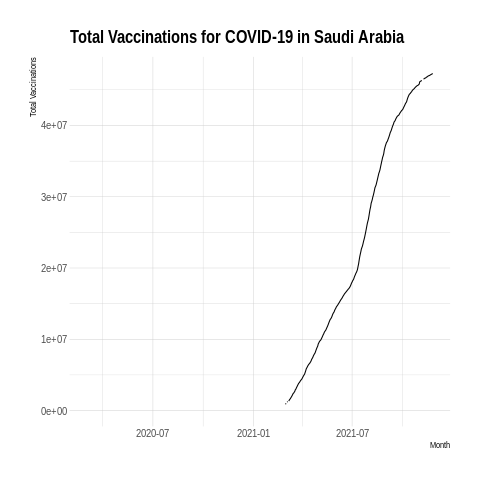 Total Vaccinations for COVID-19 in Saudi Arabia
Total Vaccinations
4e+07
3e+07
2e+07
1e+07
0e+00
2020-07 2021-01 2021-07
Month